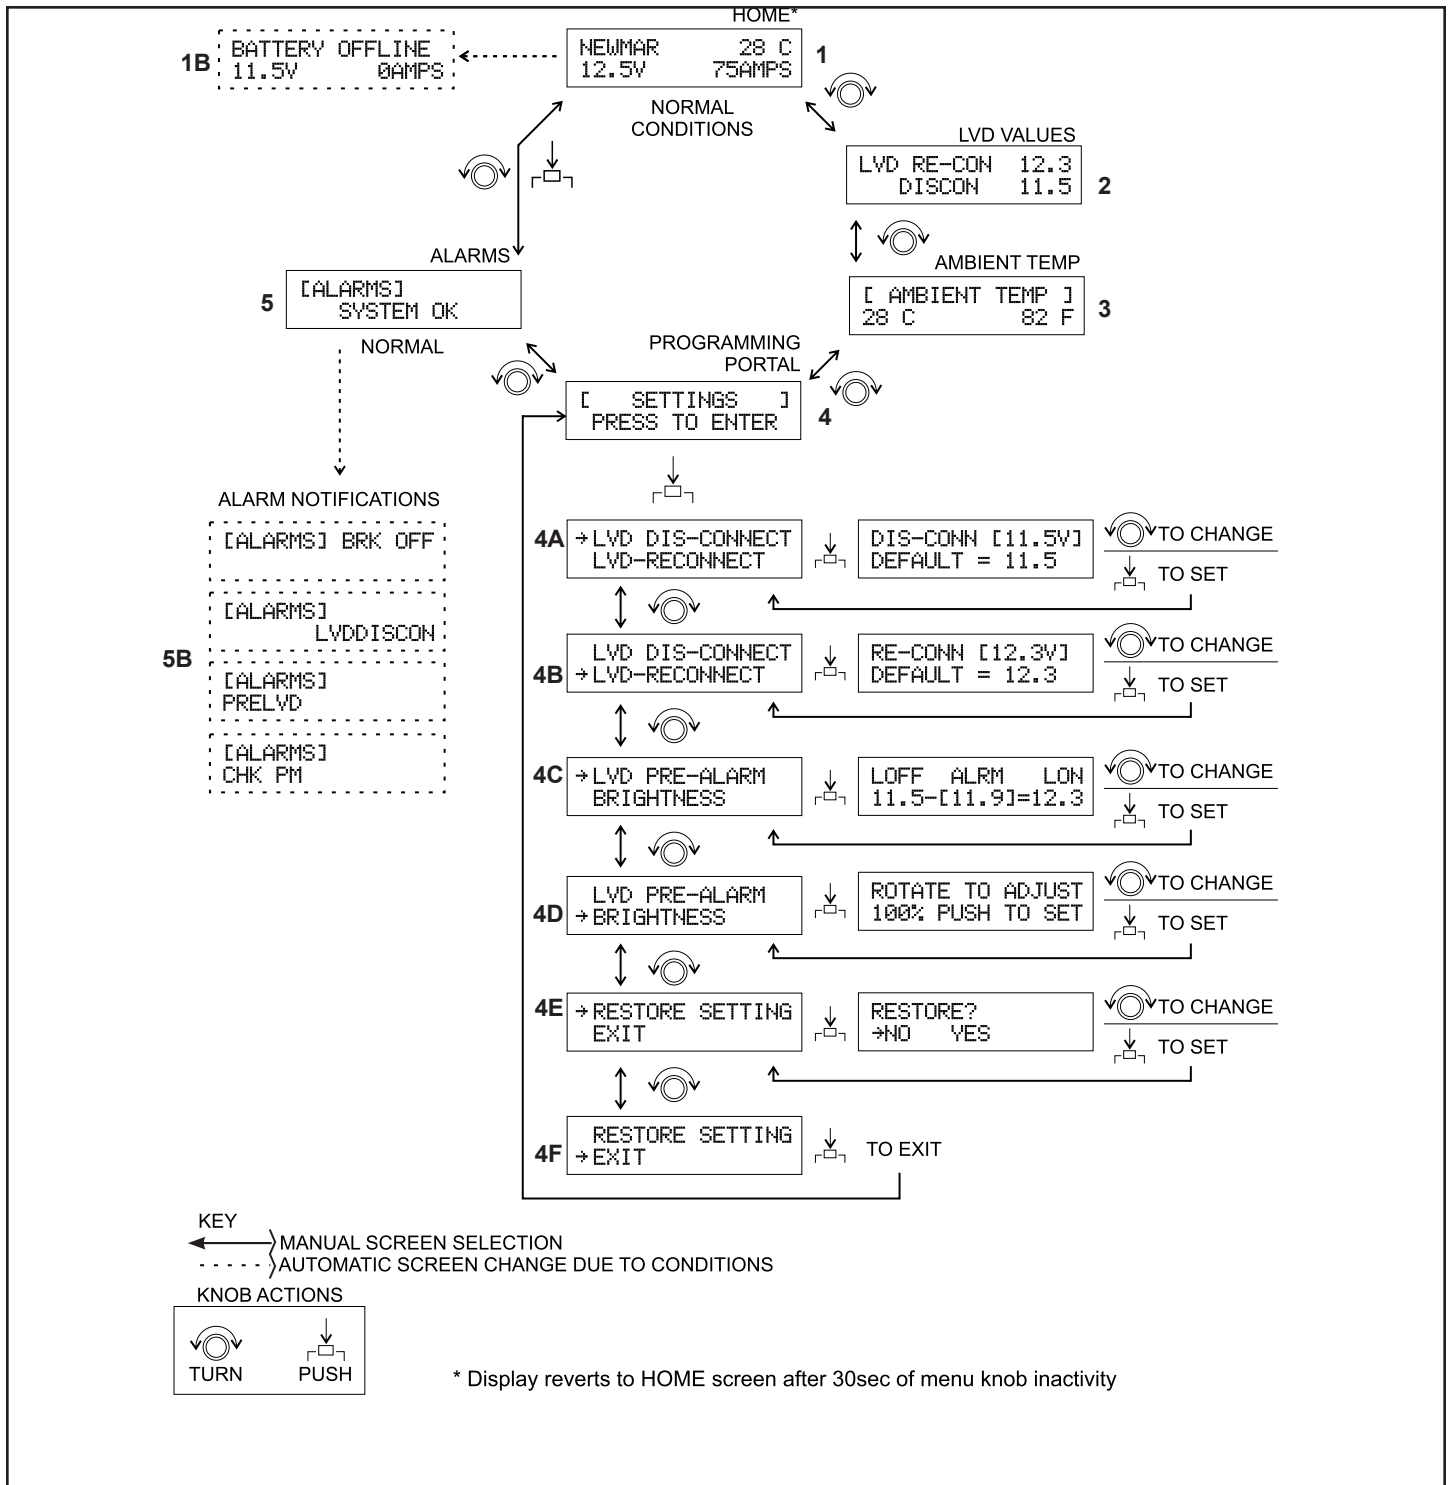 HOME*
1B
BATTERY OFFLINE
11.5V 0AMPS
NEWMAR 28 C
12.5V 75AMPS
1
NORMAL
CONDITIONS
LVD VALUES
LVD RE-CON 12.3
DISCON 11.5
2
ALARMS
5
[ALARMS]
SYSTEM OK
NORMAL
AMBIENT TEMP
[ AMBIENT TEMP ]
28 C 82 F
3
PROGRAMMING
PORTAL
[ SETTINGS ]
PRESS TO ENTER
4
ALARM NOTIFICATIONS
5B
[ALARMS] BRK OFF
[ALARMS]
LVDDISCON
[ALARMS]
PRELVD
[ALARMS]
CHK PM
4A
→LVD DIS-CONNECT
LVD-RECONNECT
DIS-CONN [11.5V]
DEFAULT = 11.5
TO CHANGE
TO SET
4B
LVD DIS-CONNECT
→LVD-RECONNECT
RE-CONN [12.3V]
DEFAULT = 12.3
TO CHANGE
TO SET
4C
→LVD PRE-ALARM
BRIGHTNESS
LOFF ALRM LON
11.5-[11.9]=12.3
TO CHANGE
TO SET
4D
LVD PRE-ALARM
→BRIGHTNESS
ROTATE TO ADJUST
100% PUSH TO SET
TO CHANGE
TO SET
4E
→RESTORE SETTING
EXIT
RESTORE?
→NO YES
TO CHANGE
TO SET
4F
RESTORE SETTING
→EXIT
TO EXIT
KEY
MANUAL SCREEN SELECTION
AUTOMATIC SCREEN CHANGE DUE TO CONDITIONS
KNOB ACTIONS
TURN PUSH
* Display reverts to HOME screen after 30sec of menu knob inactivity